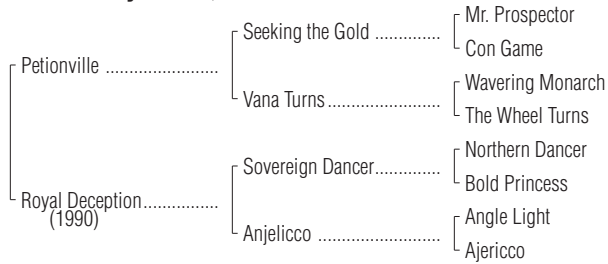 Petionville
Seeking the Gold
Mr. Prospector
Con Game
Vana Turns
Wavering Monarch
The Wheel Turns
Royal Deception
(1990)
Sovereign Dancer
Northern Dancer
Bold Princess
Anjelicco
Angle Light
Ajericco